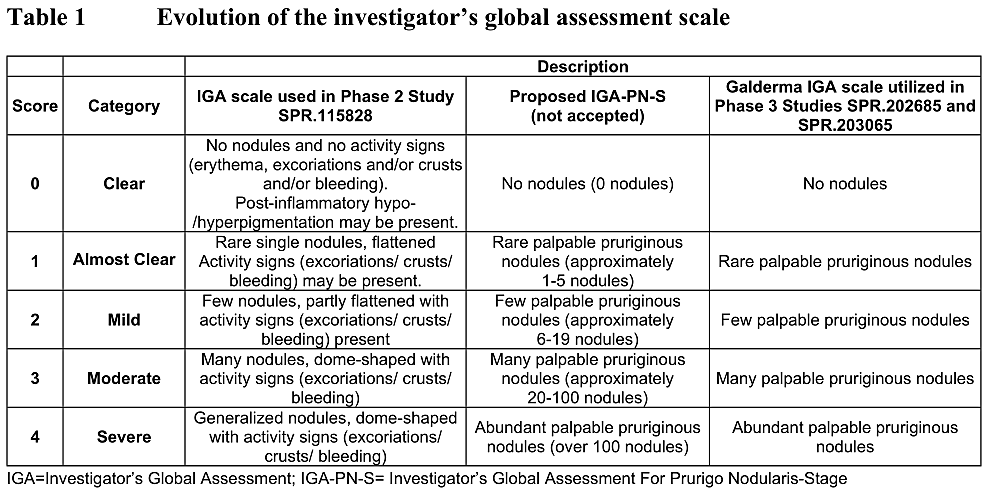 Table 1 Evolution of the investigator's global assessment scale
Description
Score
Category
IGA scale used in Phase 2 Study
SPR.115828
Proposed IGA-PN-S
(not accepted)
Galderma IGA scale utilized in
Phase 3 Studies SPR.202685 and
SPR.203065
0
Clear
No nodules and no activity signs
(erythema, excoriations and/or crusts
and/or bleeding).
Post-inflammatory hypo-
/hyperpigmentation may be present.
No nodules (0 nodules)
No nodules
1
Almost Clear
Rare single nodules, flattened
Activity signs (excoriations/ crusts/
bleeding) may be present.
Rare palpable pruriginous
nodules (approximately
1-5 nodules)
Rare palpable pruriginous nodules
2
Mild
Few nodules, partly flattened with
activity signs (excoriations/ crusts/
bleeding) present
Few palpable pruriginous
nodules (approximately
6-19 nodules)
Few palpable pruriginous nodules
3
Moderate
Many nodules, dome-shaped with
activity signs (excoriations/ crusts/
bleeding)
Many palpable pruriginous
nodules (approximately
20-100 nodules)
Many palpable pruriginous nodules
4
Severe
Generalized nodules, dome-shaped
with activity signs (excoriations/
crusts/ bleeding)
Abundant palpable pruriginous
nodules (over 100 nodules)
Abundant palpable pruriginous
nodules
IGA=Investigator's Global Assessment; IGA-PN-S= Investigator's Global Assessment For Prurigo Nodularis-Stage